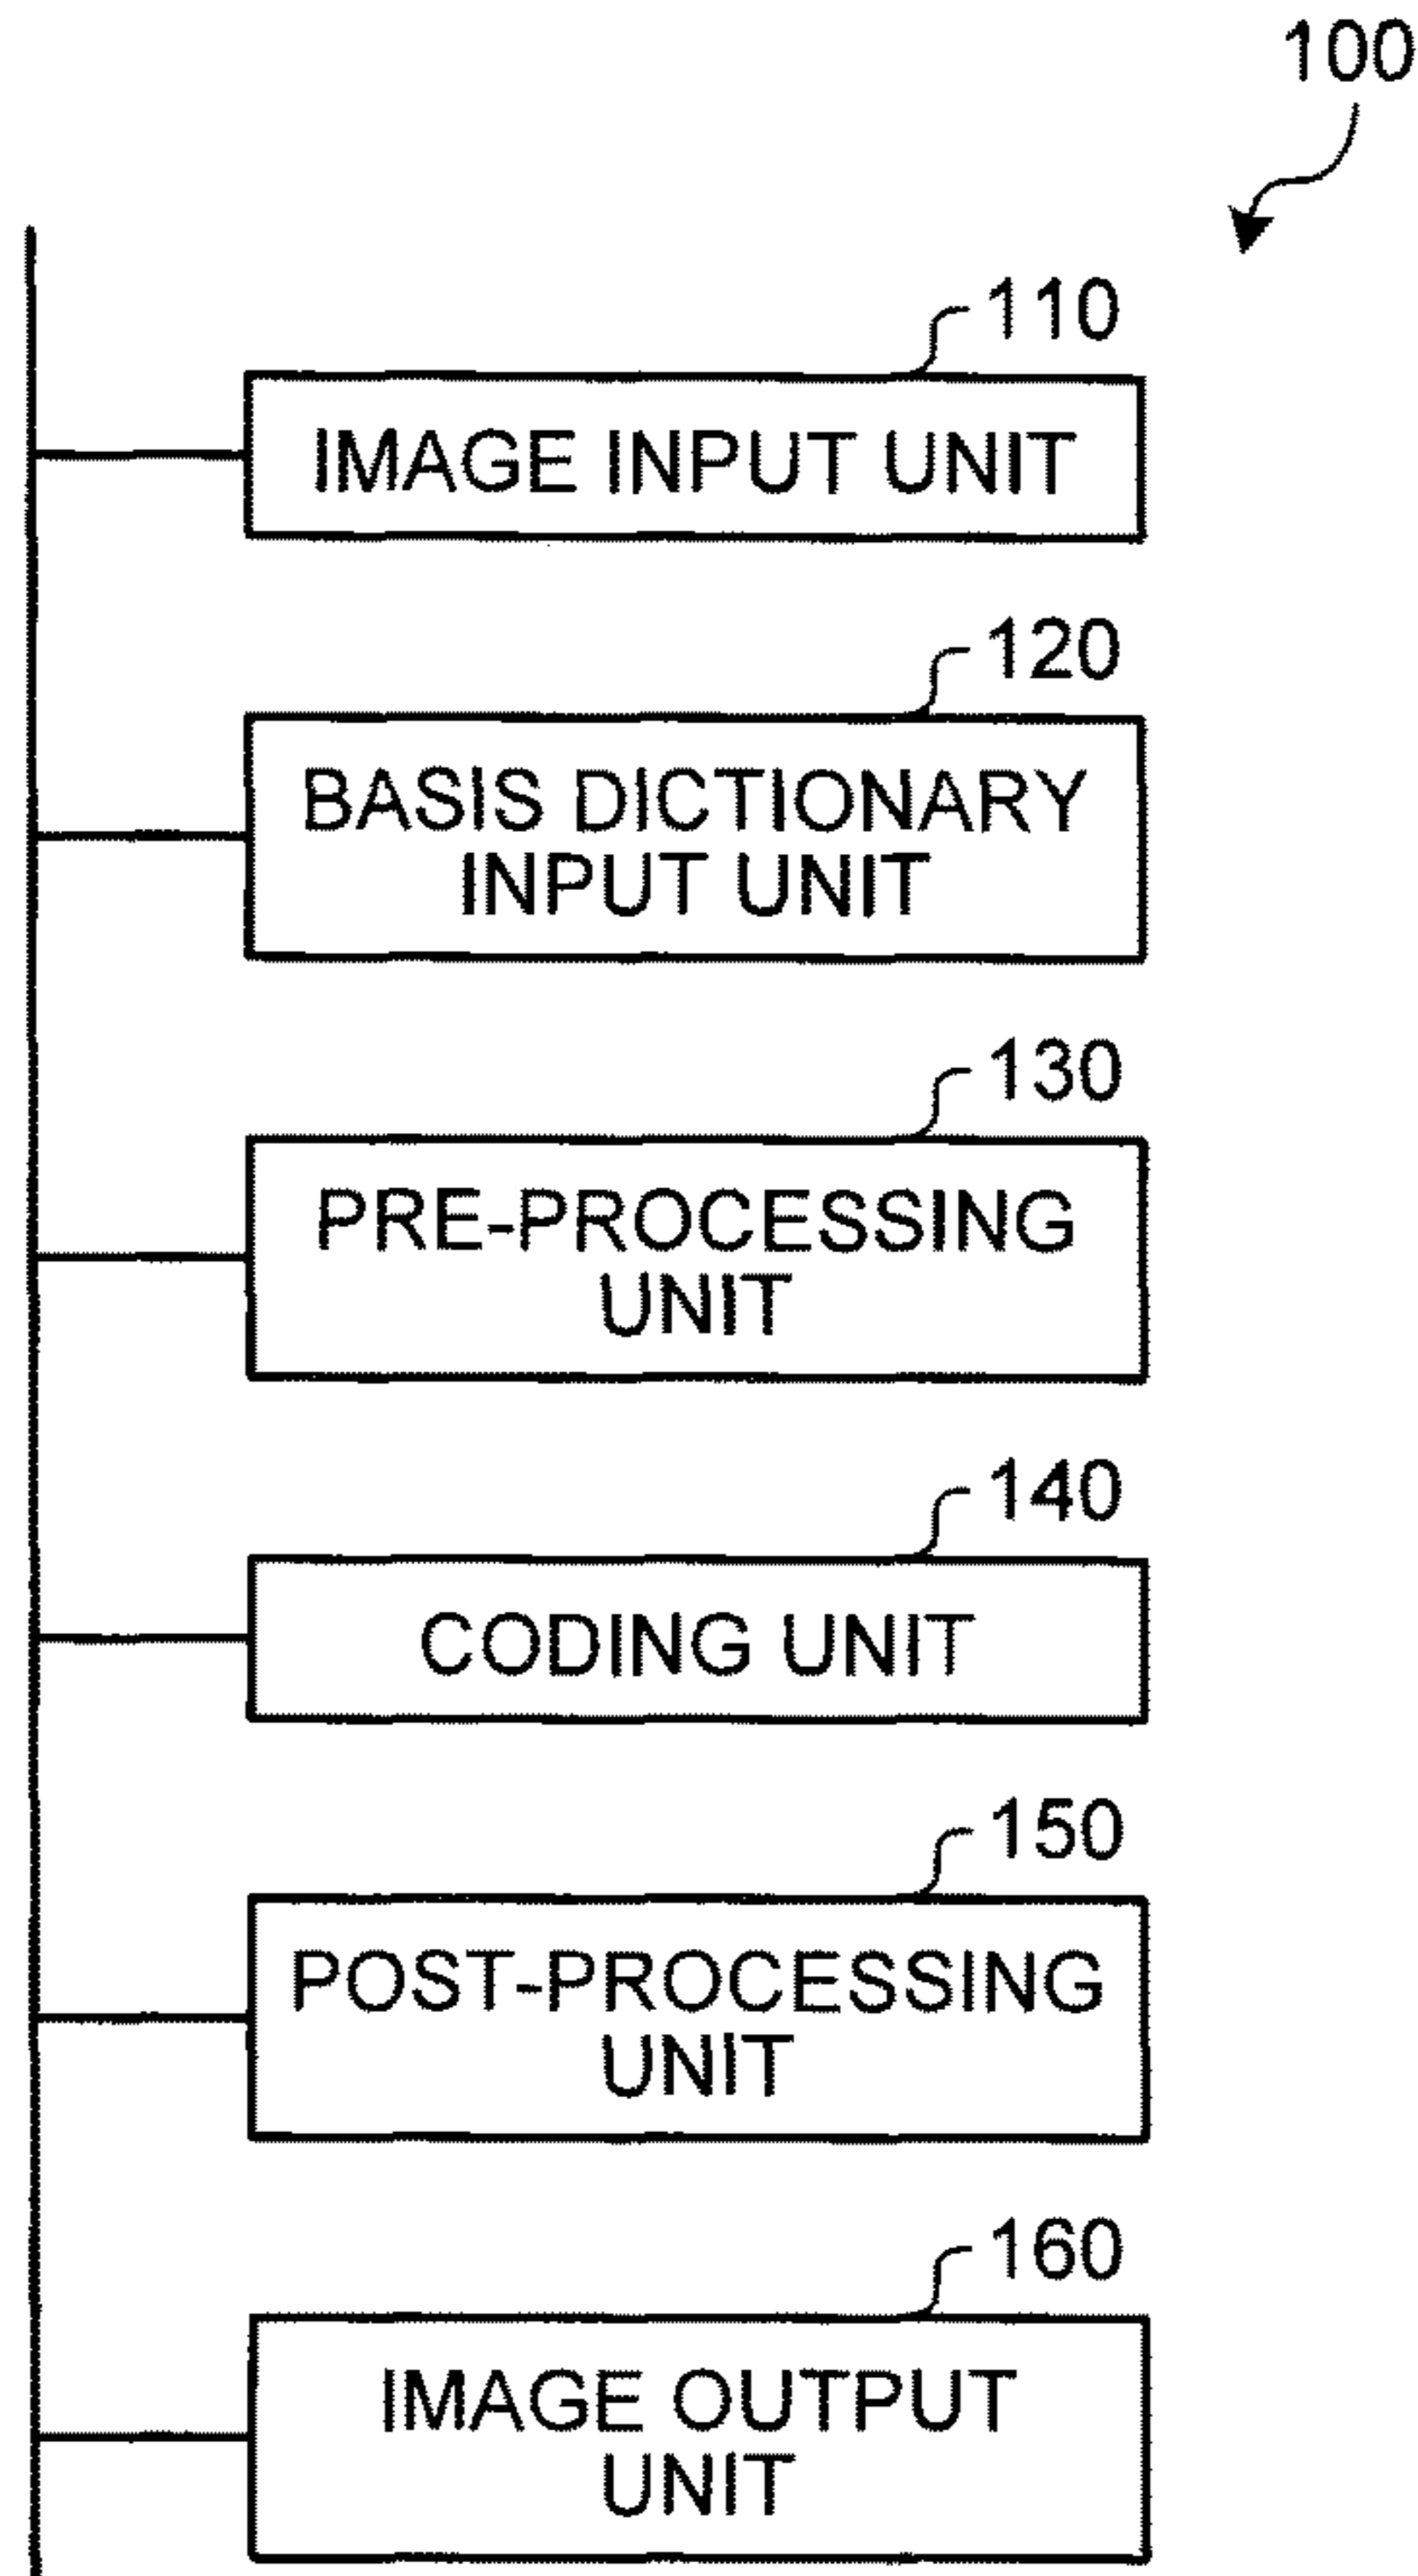 100
110
IMAGE INPUT UNIT
120
BASIS DICTIONARY
INPUT UNIT
130
PRE-PROCESSING
UNIT
140
CODING UNIT
150
POST-PROCESSING
UNIT
160
IMAGE OUTPUT
UNIT